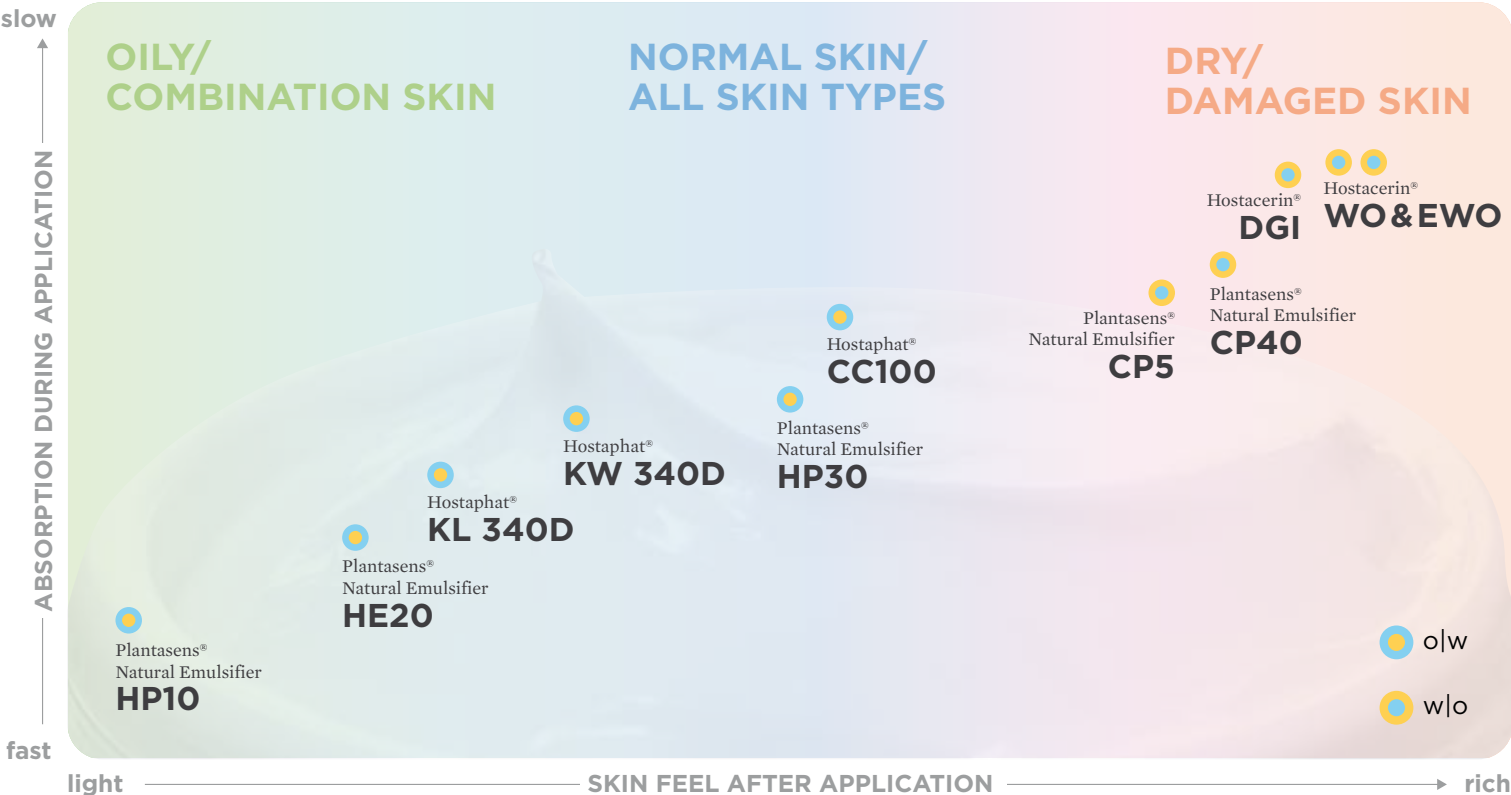 slow
ABSORPTION DURING APPLICATION
fast
OILY/
COMBINATION SKIN
NORMAL SKIN/
ALL SKIN TYPES
DRY/
DAMAGED SKIN
Hostacerin®
DGI
Hostacerin®
WO & EWO
Plantasens®
Natural Emulsifier
CP40
Plantasens®
Natural Emulsifier
CP5
Hostaphat®
CC100
Plantasens®
Natural Emulsifier
HP30
Hostaphat®
KW 340D
Hostaphat®
KL 340D
Plantasens®
Natural Emulsifier
HE20
Plantasens®
Natural Emulsifier
HP10
o|w
w|o
light
SKIN FEEL AFTER APPLICATION
rich